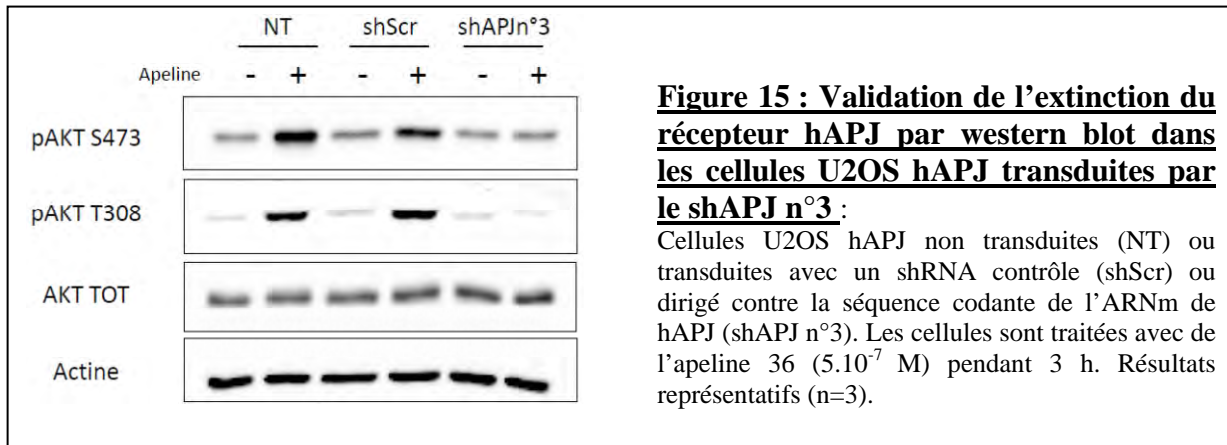 NT shScr shAPJn°3
Apeline - + - + - +
pAKT S473
pAKT T308
AKT TOT
Actine
Figure 15 : Validation de l’extinction du
récepteur hAPJ par western blot dans
les cellules U2OS hAPJ transduites par
le shAPJ n°3 :
Cellules U2OS hAPJ non transduites (NT) ou
transduites avec un shRNA contrôle (shScr) ou
dirigé contre la séquence codante de l’ARNm de
hAPJ (shAPJ n°3). Les cellules sont traitées avec de
l’apeline 36 (5.10⁻⁷ M) pendant 3 h. Résultats
représentatifs (n=3).